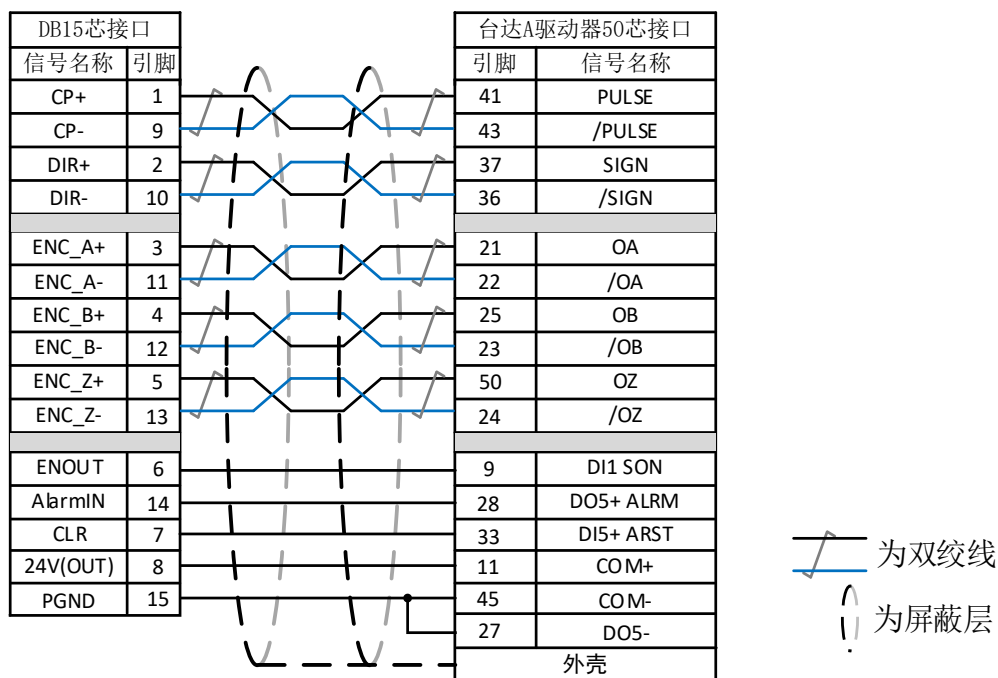 DB15芯接口
信号名称 引脚
CP+ 1
CP- 9
DIR+ 2
DIR- 10
ENC_A+ 3
ENC_A- 11
ENC_B+ 4
ENC_B- 12
ENC_Z+ 5
ENC_Z- 13
ENOUT 6
AlarmIN 14
CLR 7
24V(OUT) 8
PGND 15
台达A驱动器50芯接口
引脚 信号名称
41 PULSE
43 /PULSE
37 SIGN
36 /SIGN
21 OA
22 /OA
25 OB
23 /OB
50 OZ
24 /OZ
9 DI1 SON
28 DO5+ ALRM
33 DI5+ ARST
11 COM+
45 COM-
27 DO5-
外壳
为双绞线
为屏蔽层